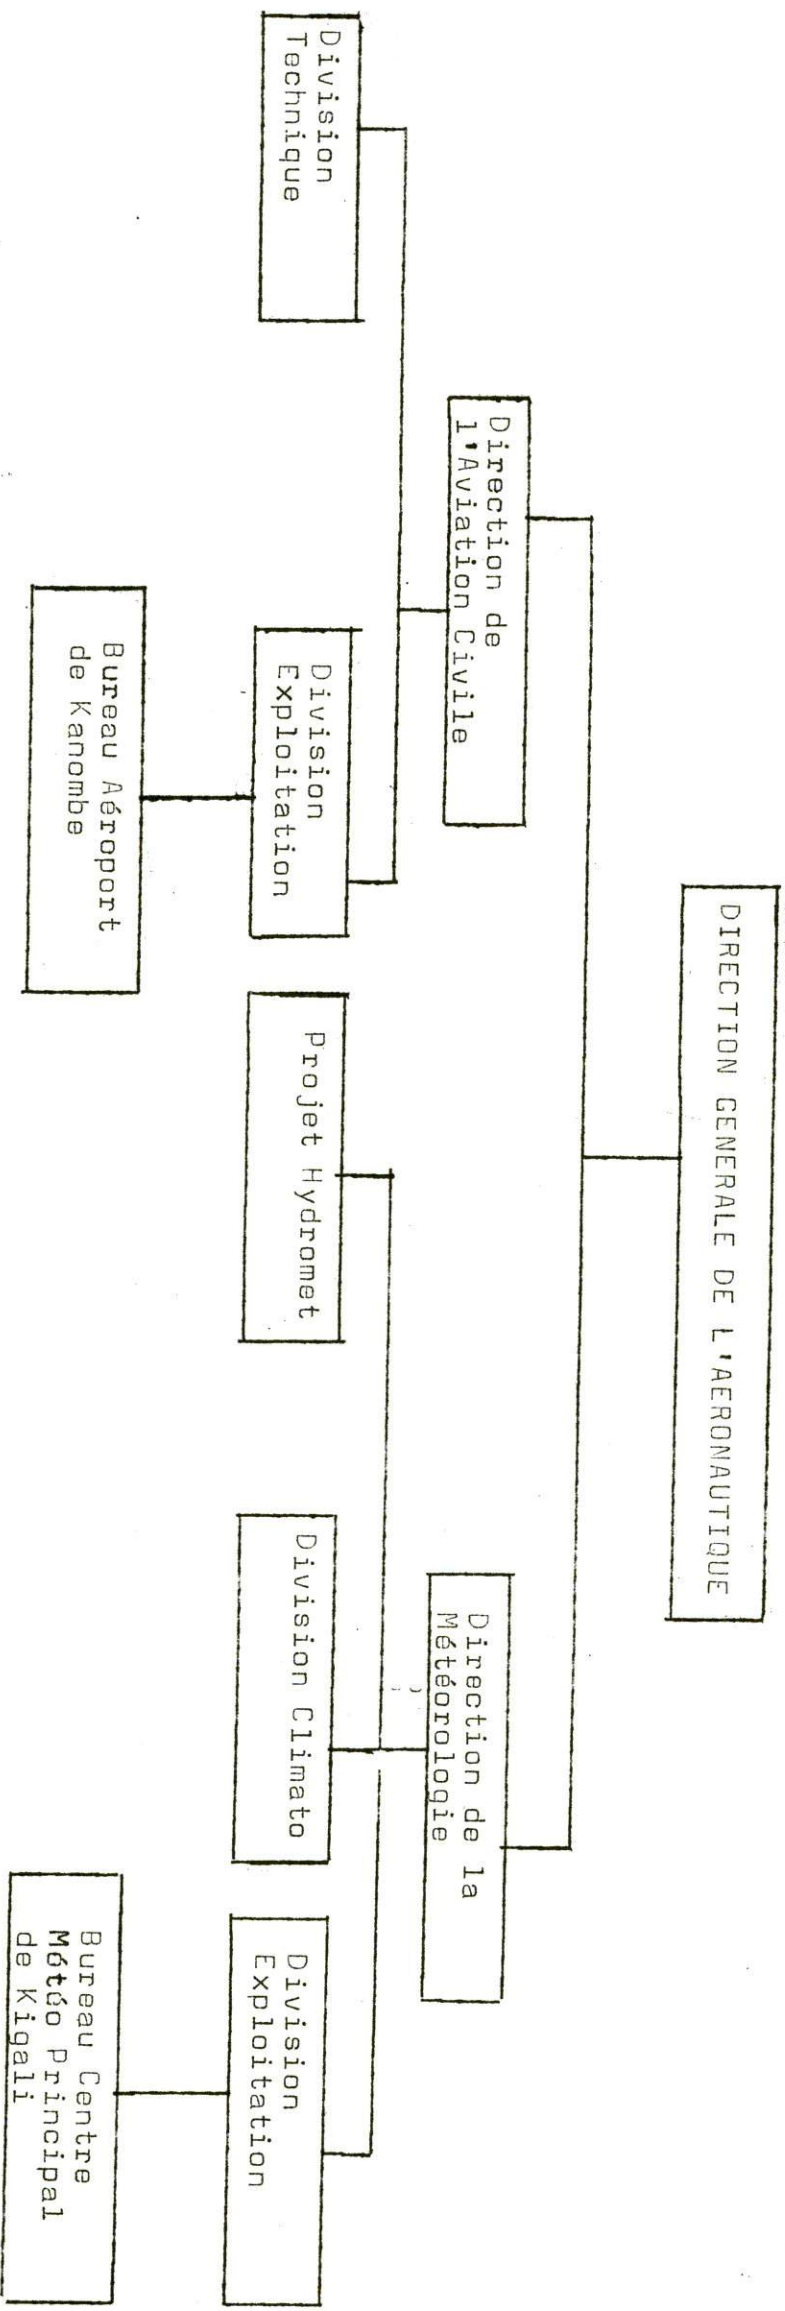 DIRECTION GENERALE DE L'AERONAUTIQUE
Direction de
l'Aviation Civile
Direction de la
Météorologie
Division
Technique
Division
Exploitation
Projet Hydromet
Division Climato
Division
Exploitation
Bureau Aéroport
de Kanombe
Bureau Centre
Météo Principal
de Kigali